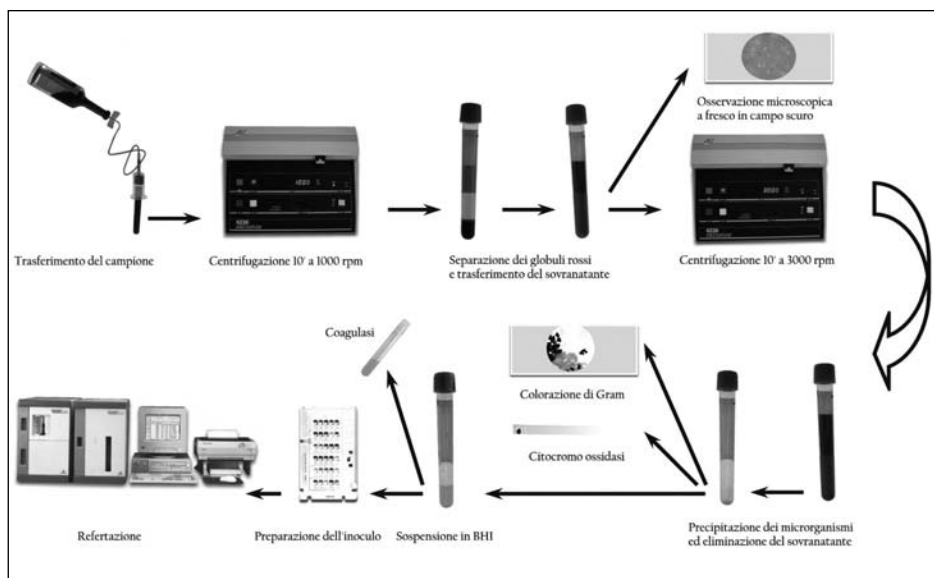 Osservazione microscopica
a fresco in campo scuro
Trasferimento del campione
Centrifugazione 10' a 1000 rpm
Separazione dei globuli rossi
e trasferimento del sovranatante
Centrifugazione 10' a 3000 rpm
Coagulasi
Colorazione di Gram
Citocromo ossidasi
Refertazione
Preparazione dell'inoculo
Sospensione in BHI
Precipitazione dei microrganismi
ed eliminazione del sovranatante